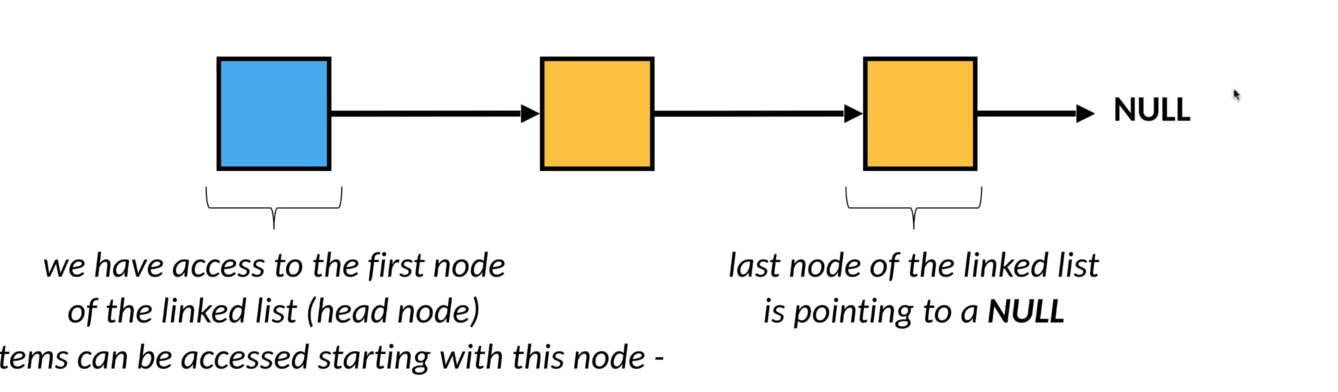 NULL
we have access to the first node
of the linked list (head node)
tems can be accessed starting with this node -
last node of the linked list
is pointing to a NULL